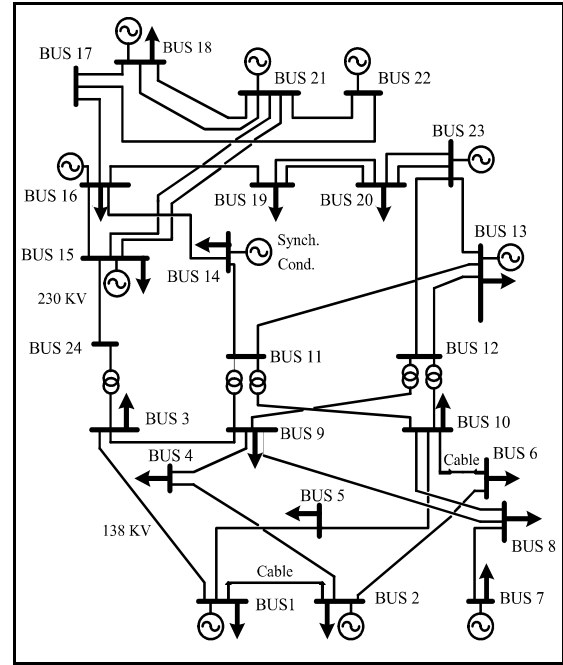 BUS 18
BUS 17
BUS 21
BUS 22
BUS 23
BUS 16
BUS 19
BUS 20
BUS 13
BUS 15
BUS 14
Synch.
Cond.
230 KV
BUS 24
BUS 11
BUS 12
BUS 3
BUS 9
BUS 10
BUS 4
Cable
BUS 6
BUS 5
138 KV
BUS 8
Cable
BUS1
BUS 2
BUS 7